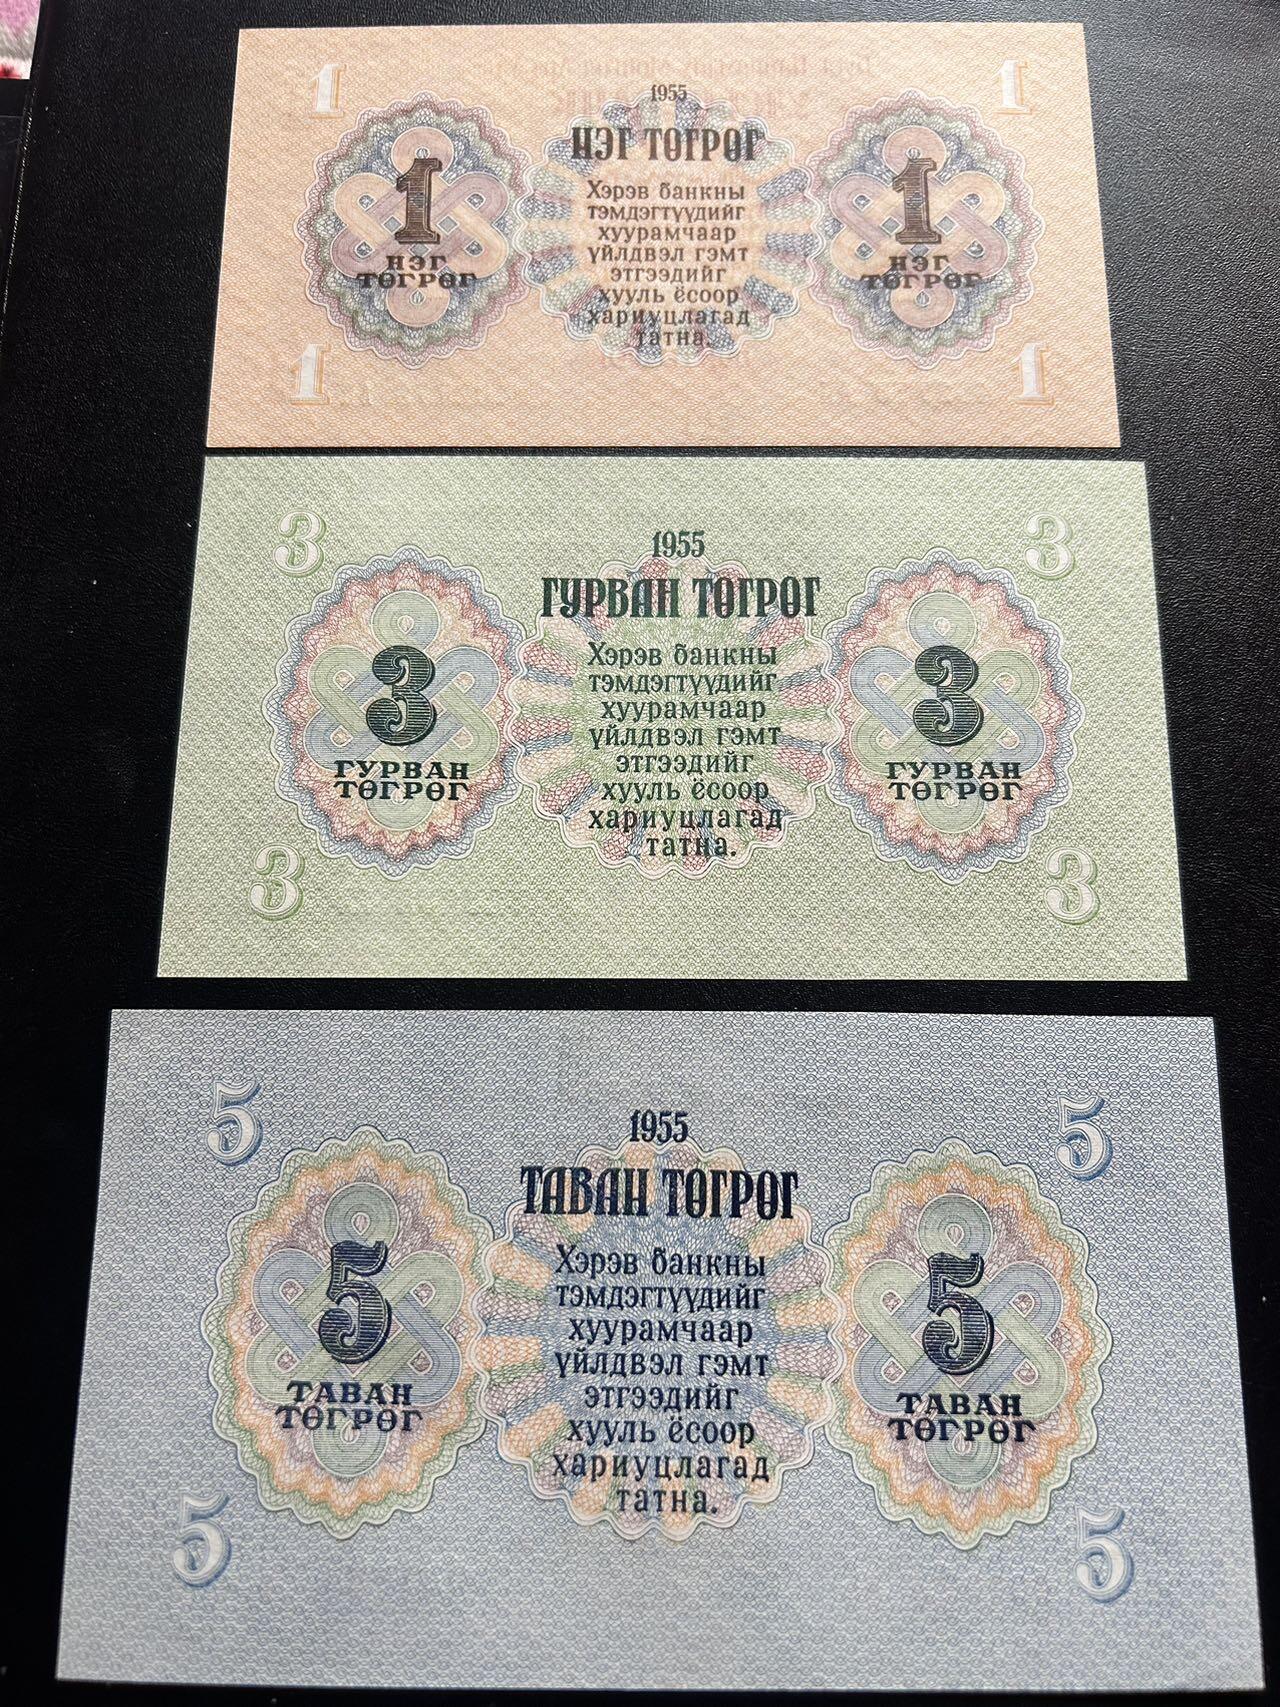 1 1
1955
НЭГ ТӨГРӨГ
Хэрэв банкны
тэмдэгтүүдийг
хуурамчаар
үйлдвэл гэмт
этгээдийг
хууль ёсоор
хариуцлагад
татна.
1
НЭГ
ТӨГРӨГ
1
НЭГ
ТӨГРӨГ
1 1
3 3
1955
ГУРВАН ТӨГРӨГ
Хэрэв банкны
тэмдэгтүүдийг
хуурамчаар
үйлдвэл гэмт
этгээдийг
хууль ёсоор
хариуцлагад
татна.
3
ГУРВАН
ТӨГРӨГ
3
ГУРВАН
ТӨГРӨГ
3 3
5 5
1955
ТАВАН ТӨГРӨГ
Хэрэв банкны
тэмдэгтүүдийг
хуурамчаар
үйлдвэл гэмт
этгээдийг
хууль ёсоор
хариуцлагад
татна.
5
ТАВАН
ТӨГРӨГ
5
ТАВАН
ТӨГРӨГ
5 5